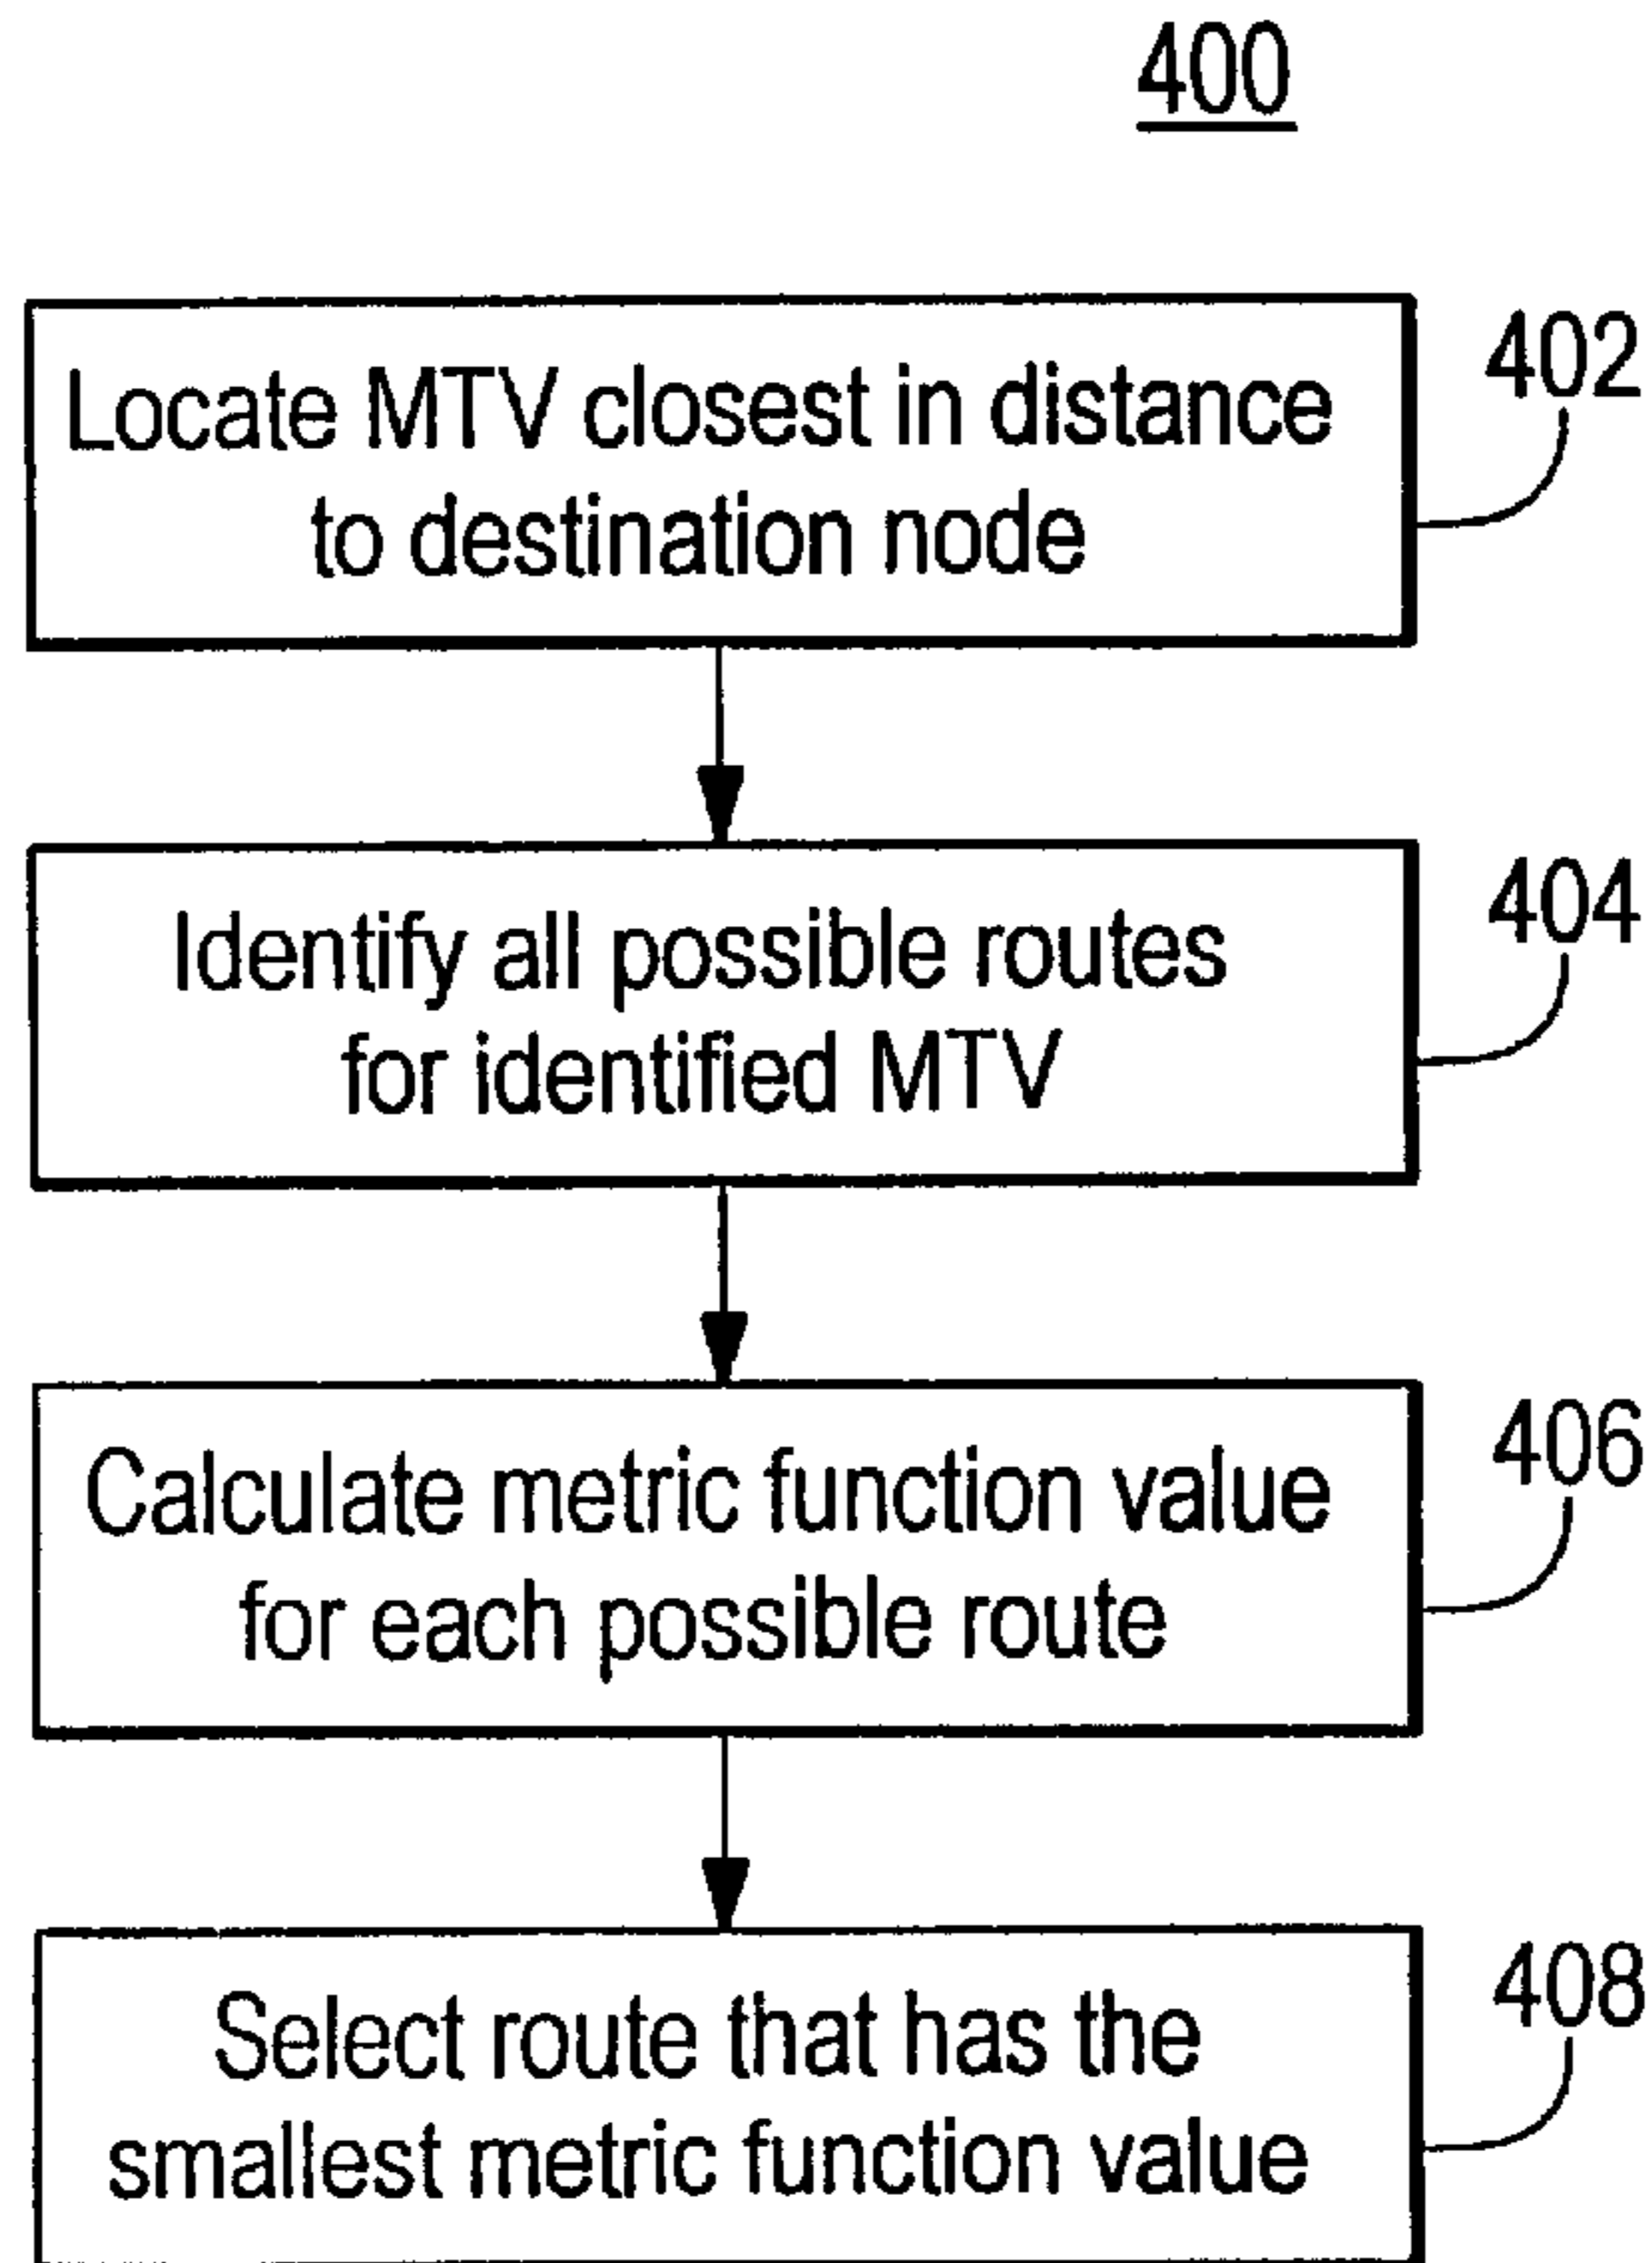 400
Locate MTV closest in distance
to destination node
402
Identify all possible routes
for identified MTV
404
Calculate metric function value
for each possible route
406
Select route that has the
smallest metric function value
408